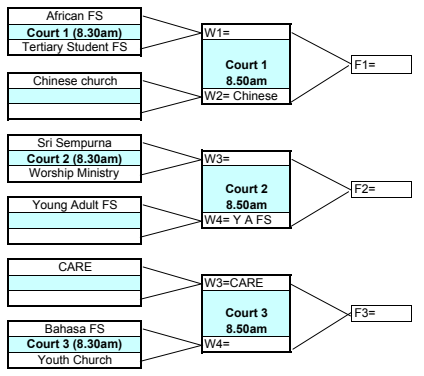 African FS
Court 1 (8.30am)
Tertiary Student FS
Chinese church
W1=
Court 1
8.50am
W2= Chinese
F1=
Sri Sempurna
Court 2 (8.30am)
Worship Ministry
Young Adult FS
W3=
Court 2
8.50am
W4= Y A FS
F2=
CARE
Bahasa FS
Court 3 (8.30am)
Youth Church
W3=CARE
Court 3
8.50am
W4=
F3=